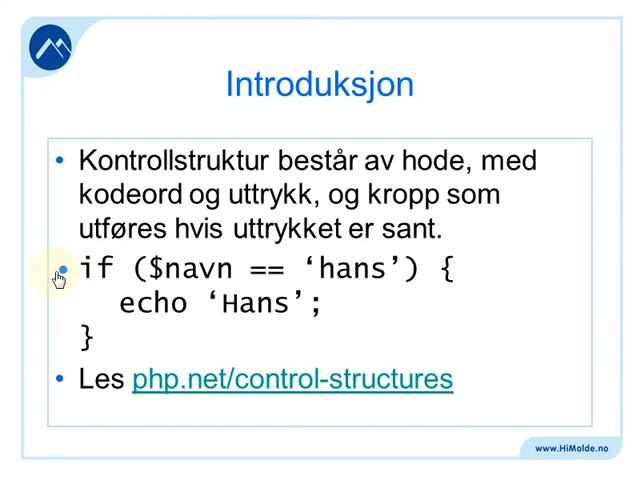 Introduksjon
• Kontrollstruktur består av hode, med
kodeord og uttrykk, og kropp som
utføres hvis uttrykket er sant.
• if ($navn == ‘hans’) {
echo ‘Hans’;
}
• Les php.net/control-structures
www.HiMolde.no